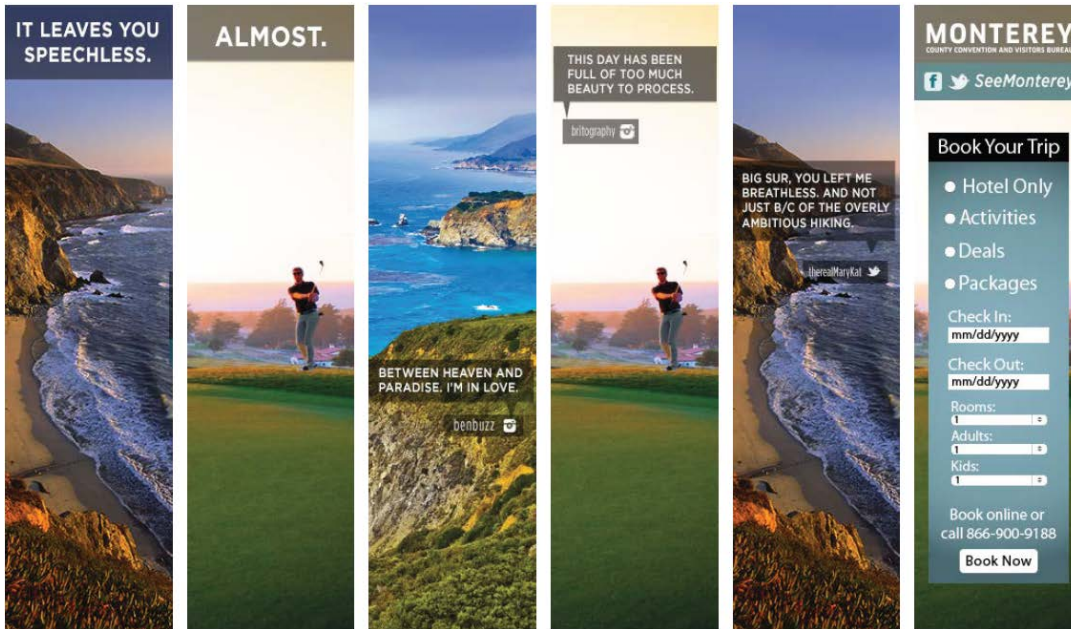 IT LEAVES YOU
SPEECHLESS.
ALMOST.
BETWEEN HEAVEN AND
PARADISE. I'M IN LOVE.
benbuzz
THIS DAY HAS BEEN
FULL OF TOO MUCH
BEAUTY TO PROCESS.
britography
BIG SUR, YOU LEFT ME
BREATHLESS. AND NOT
JUST B/C OF THE OVERLY
AMBITIOUS HIKING.
therealMaryKat
MONTEREY
COUNTY CONVENTION AND VISITORS BUREAU
f SeeMonterey
Book Your Trip
Hotel Only
Activities
Deals
Packages
Check In:
mm/dd/yyyy
Check Out:
mm/dd/yyyy
Rooms:
1
Adults:
1
Kids:
1
Book online or
call 866-900-9188
Book Now